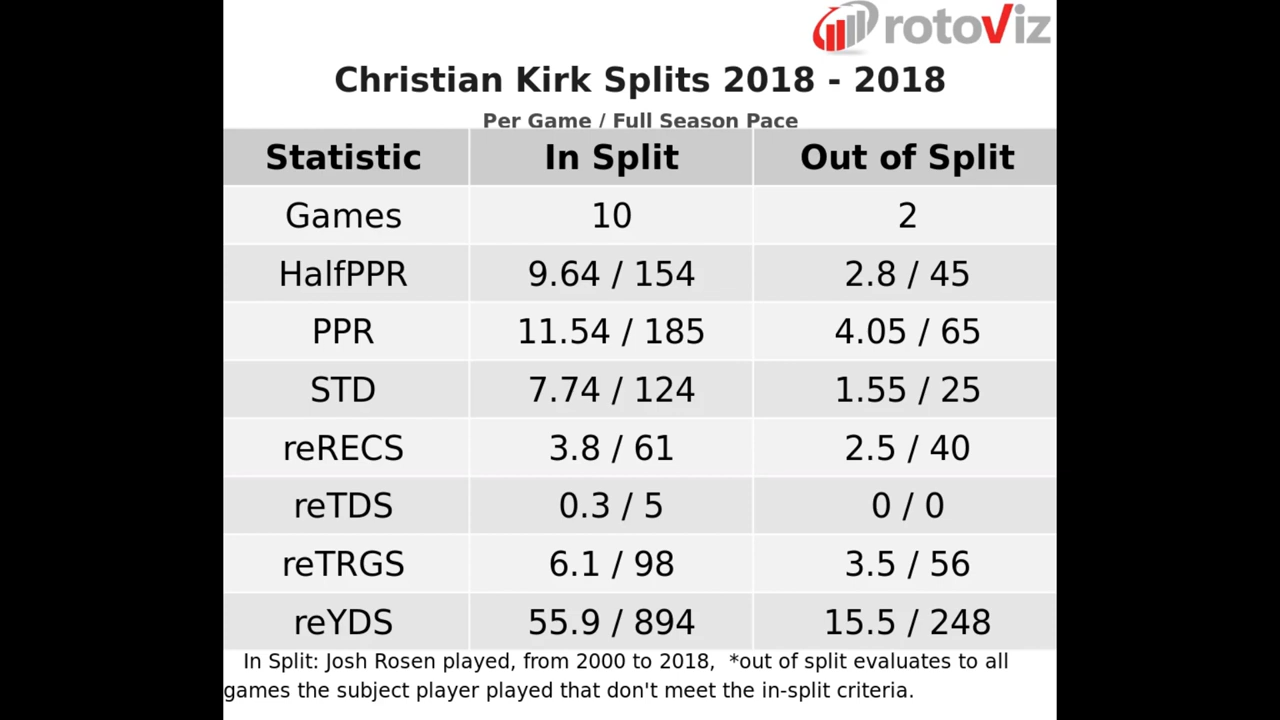 rotoViz
Christian Kirk Splits 2018 - 2018
Per Game / Full Season Pace
Statistic In Split Out of Split
Games 10 2
HalfPPR 9.64 / 154 2.8 / 45
PPR 11.54 / 185 4.05 / 65
STD 7.74 / 124 1.55 / 25
reRECS 3.8 / 61 2.5 / 40
reTDS 0.3 / 5 0 / 0
reTRGS 6.1 / 98 3.5 / 56
reYDS 55.9 / 894 15.5 / 248
In Split: Josh Rosen played, from 2000 to 2018, *out of split evaluates to all
games the subject player played that don't meet the in-split criteria.